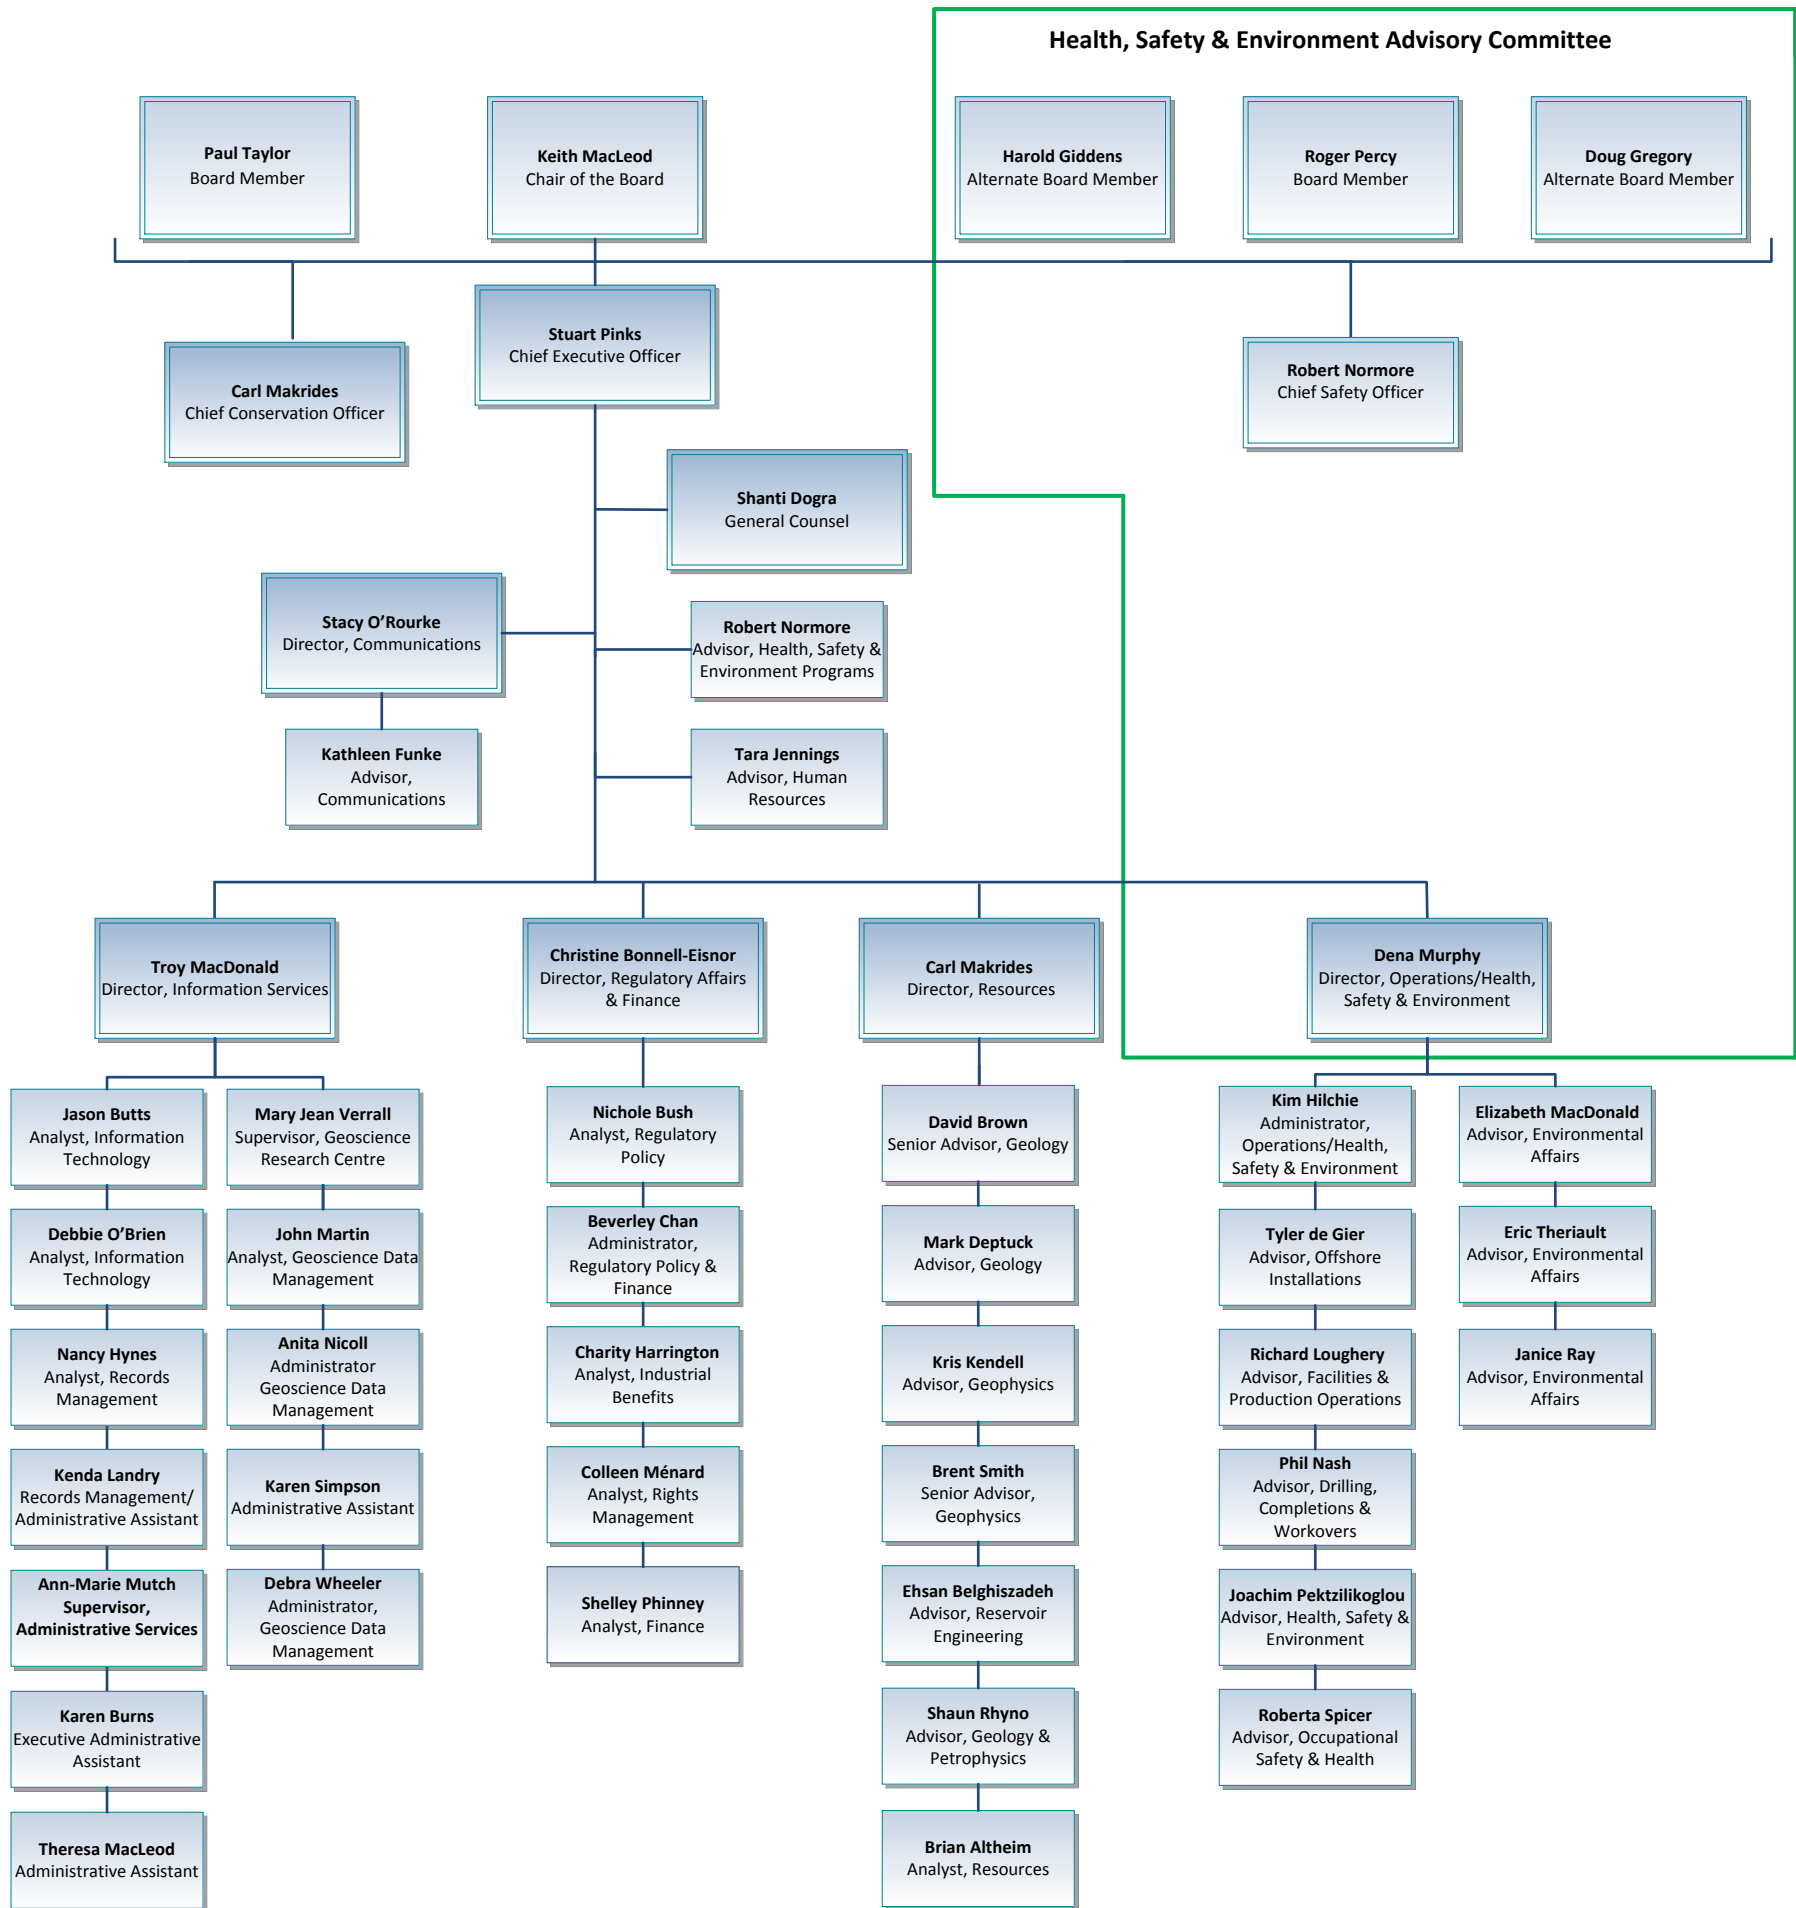 Health, Safety & Environment Advisory Committee
Paul Taylor
Board Member
Keith MacLeod
Chair of the Board
Harold Giddens
Alternate Board Member
Roger Percy
Board Member
Doug Gregory
Alternate Board Member
Stuart Pinks
Chief Executive Officer
Carl Makrides
Chief Conservation Officer
Robert Normore
Chief Safety Officer
Shanti Dogra
General Counsel
Stacy O’Rourke
Director, Communications
Robert Normore
Advisor, Health, Safety &
Environment Programs
Kathleen Funke
Advisor,
Communications
Tara Jennings
Advisor, Human
Resources
Troy MacDonald
Director, Information Services
Christine Bonnell-Eisnor
Director, Regulatory Affairs
& Finance
Carl Makrides
Director, Resources
Dena Murphy
Director, Operations/Health,
Safety & Environment
Jason Butts
Analyst, Information
Technology
Debbie O’Brien
Analyst, Information
Technology
Nancy Hynes
Analyst, Records
Management
Kenda Landry
Records Management/
Administrative Assistant
Ann-Marie Mutch
Supervisor,
Administrative Services
Karen Burns
Executive Administrative
Assistant
Theresa MacLeod
Administrative Assistant
Mary Jean Verrall
Supervisor, Geoscience
Research Centre
John Martin
Analyst, Geoscience Data
Management
Anita Nicoll
Administrator
Geoscience Data
Management
Karen Simpson
Administrative Assistant
Debra Wheeler
Administrator,
Geoscience Data
Management
Nichole Bush
Analyst, Regulatory
Policy
Beverley Chan
Administrator,
Regulatory Policy &
Finance
Charity Harrington
Analyst, Industrial
Benefits
Colleen Ménard
Analyst, Rights
Management
Shelley Phinney
Analyst, Finance
David Brown
Senior Advisor, Geology
Mark Deptuck
Advisor, Geology
Kris Kendell
Advisor, Geophysics
Brent Smith
Senior Advisor,
Geophysics
Ehsan Belghiszadeh
Advisor, Reservoir
Engineering
Shaun Rhyno
Advisor, Geology &
Petrophysics
Brian Altheim
Analyst, Resources
Kim Hilchie
Administrator,
Operations/Health,
Safety & Environment
Tyler de Gier
Advisor, Offshore
Installations
Richard Loughery
Advisor, Facilities &
Production Operations
Phil Nash
Advisor, Drilling,
Completions &
Workovers
Joachim Pektzilikoglou
Advisor, Health, Safety &
Environment
Roberta Spicer
Advisor, Occupational
Safety & Health
Elizabeth MacDonald
Advisor, Environmental
Affairs
Eric Theriault
Advisor, Environmental
Affairs
Janice Ray
Advisor, Environmental
Affairs